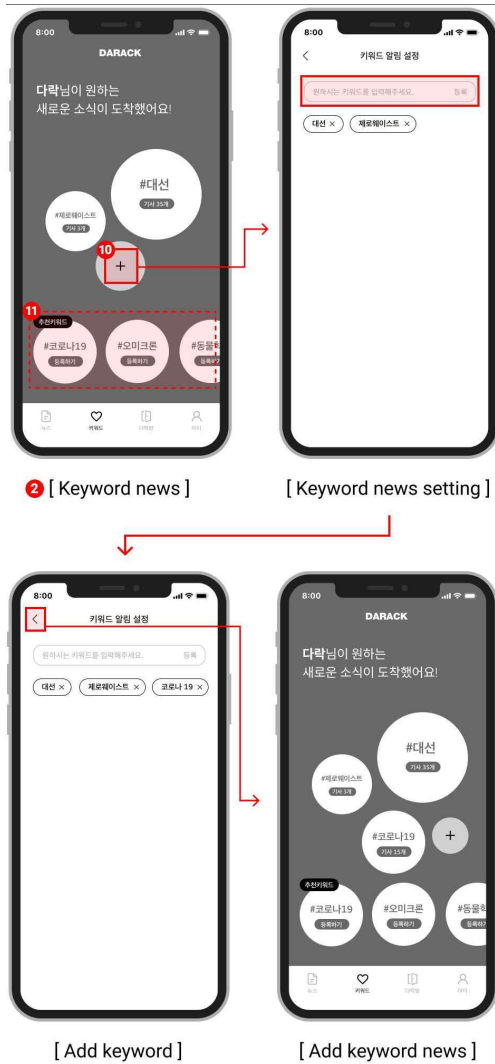 8:00
DARACK
다락님이 원하는
새로운 소식이 도착했어요!
#대선
기사 35개
#제로웨이스트
기사 3개
10
+
11
추천키워드
#코로나19
등록하기
#오미크론
등록하기
#동물
등록하기
뉴스
키워드
다락방
마이
2 [ Keyword news ]
8:00
키워드 알림 설정
원하시는 키워드를 입력해주세요. 등록
대선 ×
제로웨이스트 ×
[ Keyword news setting ]
8:00
키워드 알림 설정
원하시는 키워드를 입력해주세요. 등록
대선 ×
제로웨이스트 ×
코로나 19 ×
[ Add keyword ]
8:00
DARACK
다락님이 원하는
새로운 소식이 도착했어요!
#대선
기사 35개
#제로웨이스트
기사 3개
#코로나19
기사 15개
+
추천키워드
#코로나19
등록하기
#오미크론
등록하기
#동물학
등록하기
뉴스
키워드
다락방
마이
[ Add keyword news ]